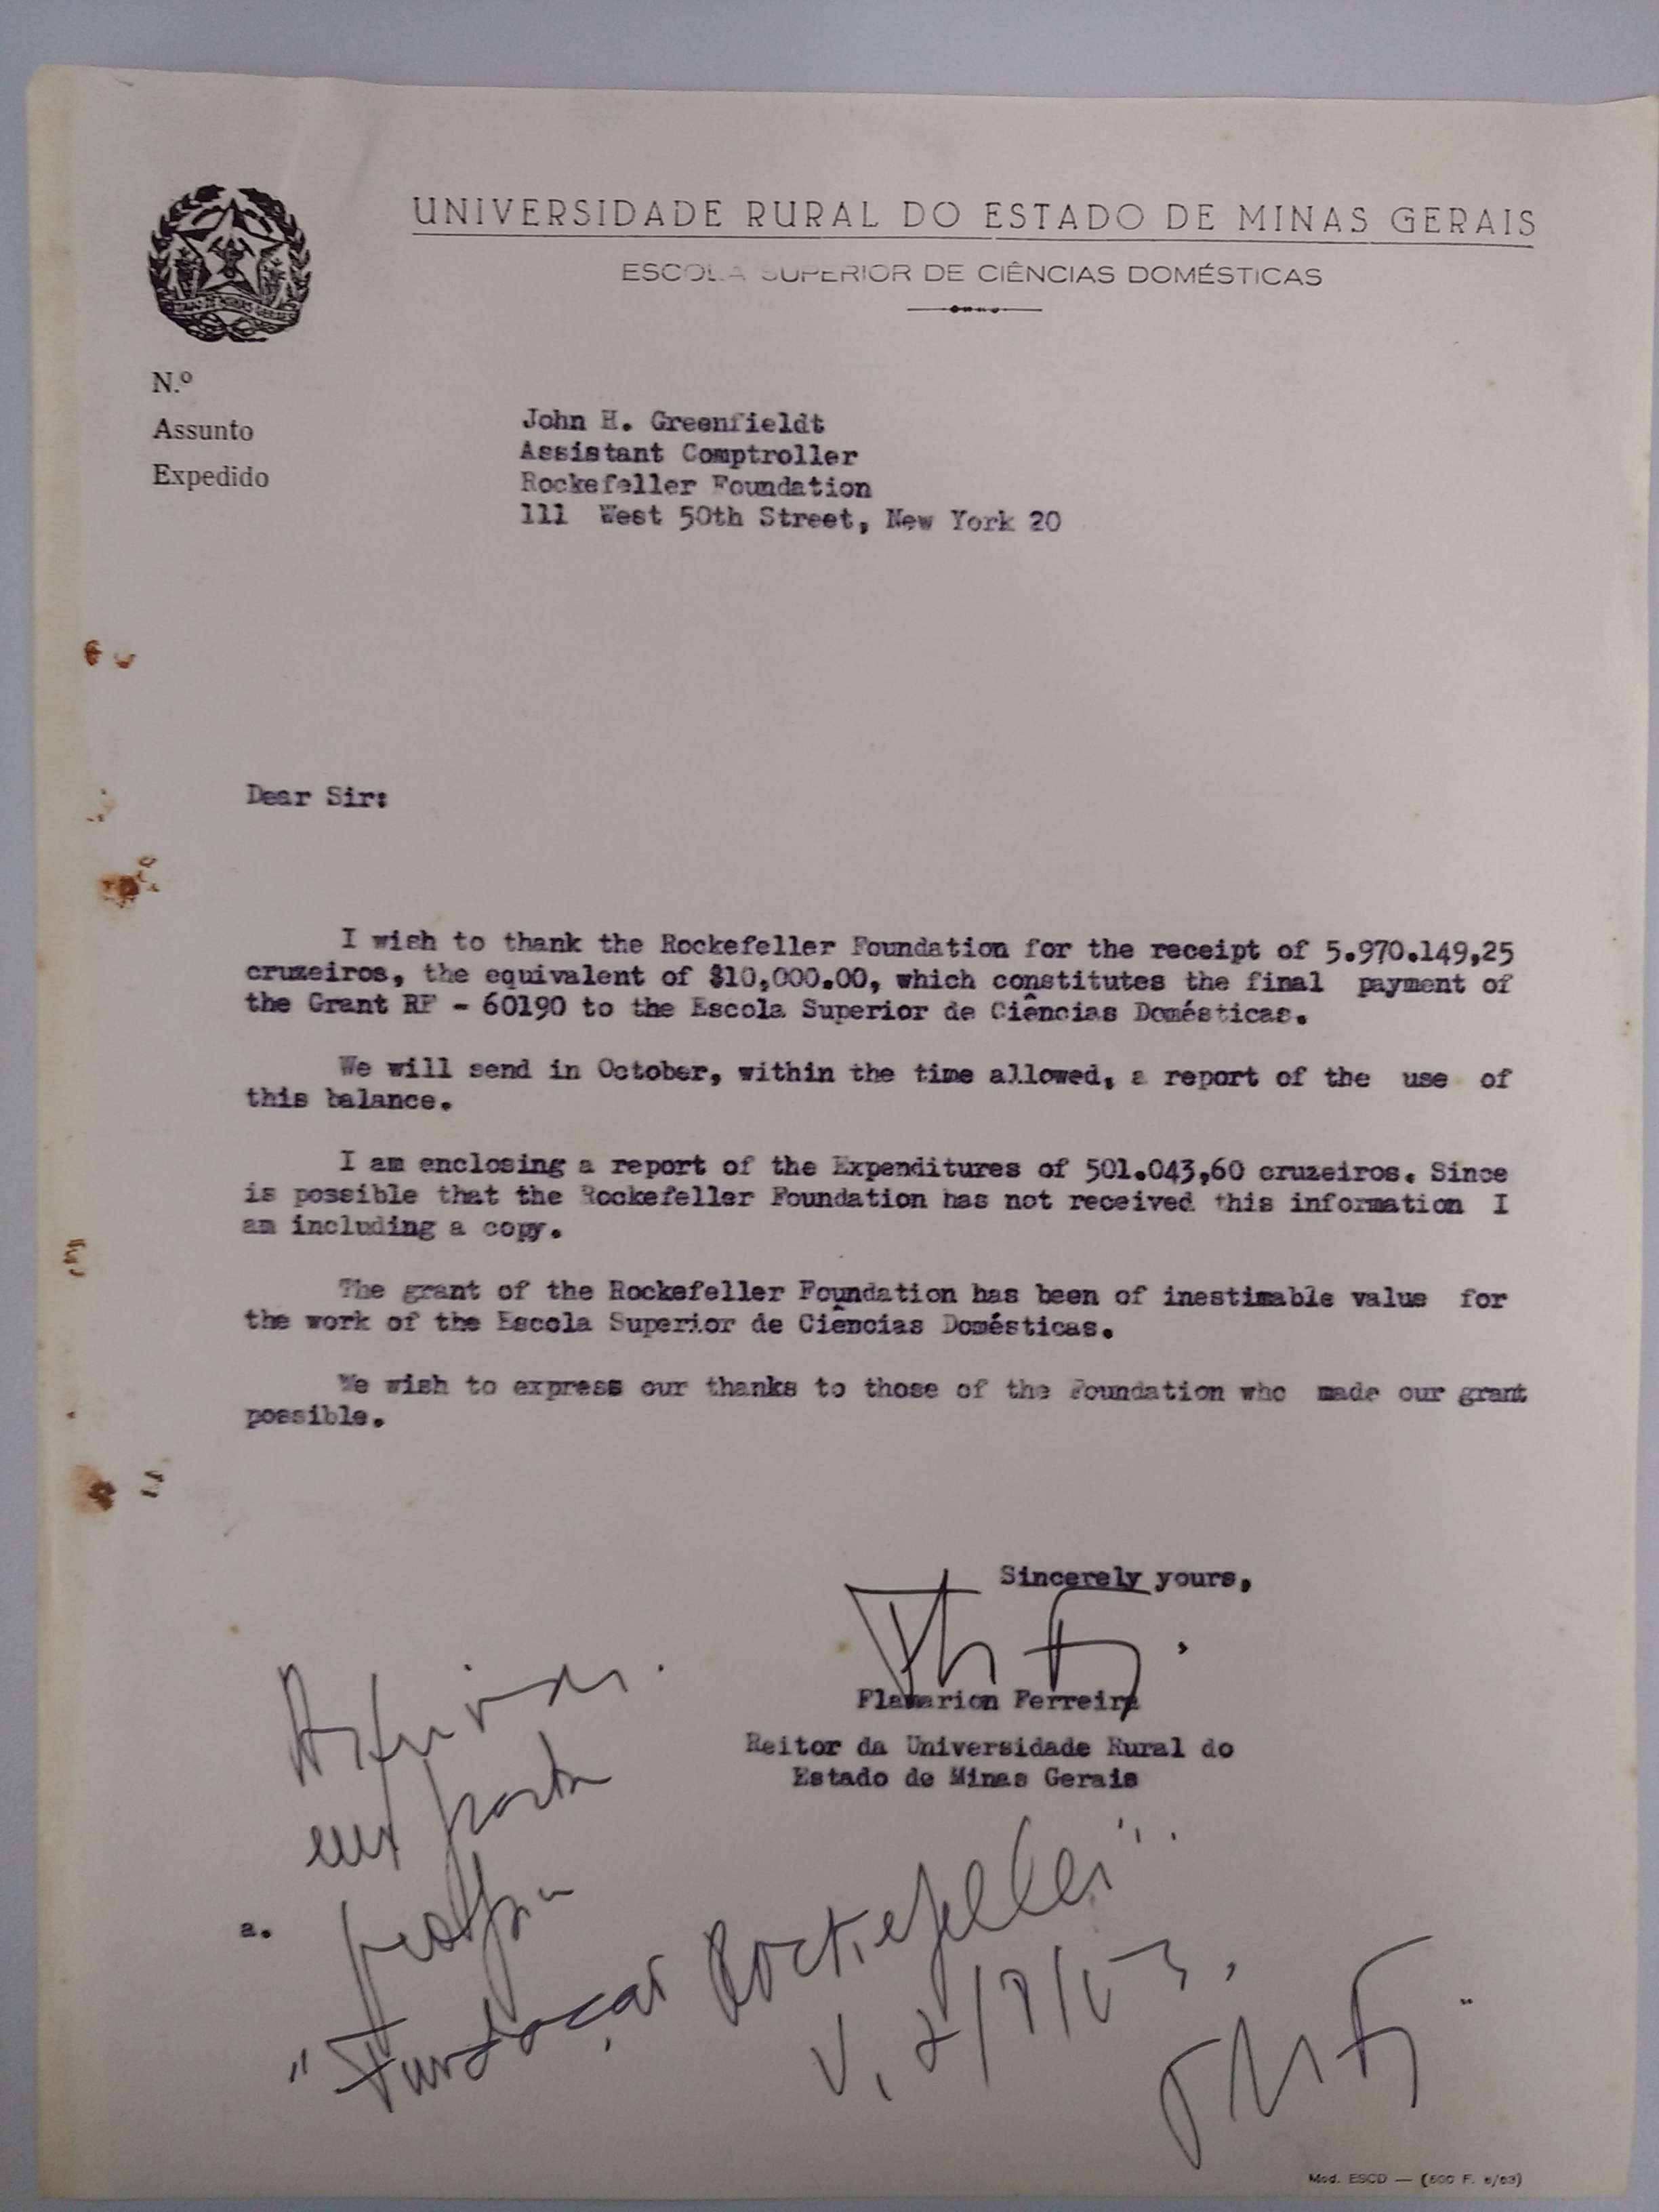 UNIVERSIDADE RURAL DO ESTADO DE MINAS GERAIS
ESCOLA SUPERIOR DE CIÊNCIAS DOMÉSTICAS
N.º
Assunto
Expedido
John H. Greenfieldt
Assistant Comptroller
Rockefeller Foundation
111 West 50th Street, New York 20
Dear Sir:
I wish to thank the Rockefeller Foundation for the receipt of 5.970.149,25
cruzeiros, the equivalent of $10,000.00, which constitutes the final payment of
the Grant RF - 60190 to the Escola Superior de Ciências Domésticas.
We will send in October, within the time allowed, a report of the use of
this balance.
I am enclosing a report of the Expenditures of 501.043,60 cruzeiros. Since
is possible that the Rockefeller Foundation has not received this information I
am including a copy.
The grant of the Rockefeller Foundation has been of inestimable value for
the work of the Escola Superior de Ciências Domésticas.
We wish to express our thanks to those of the Foundation who made our grant
possible.
Sincerely yours,
Flamarion Ferreira
Reitor da Universidade Rural do
Estado de Minas Gerais
em pasta
a.
"Fundação Rockefeller".
Mod. ESCD — (500 F. 6/63)